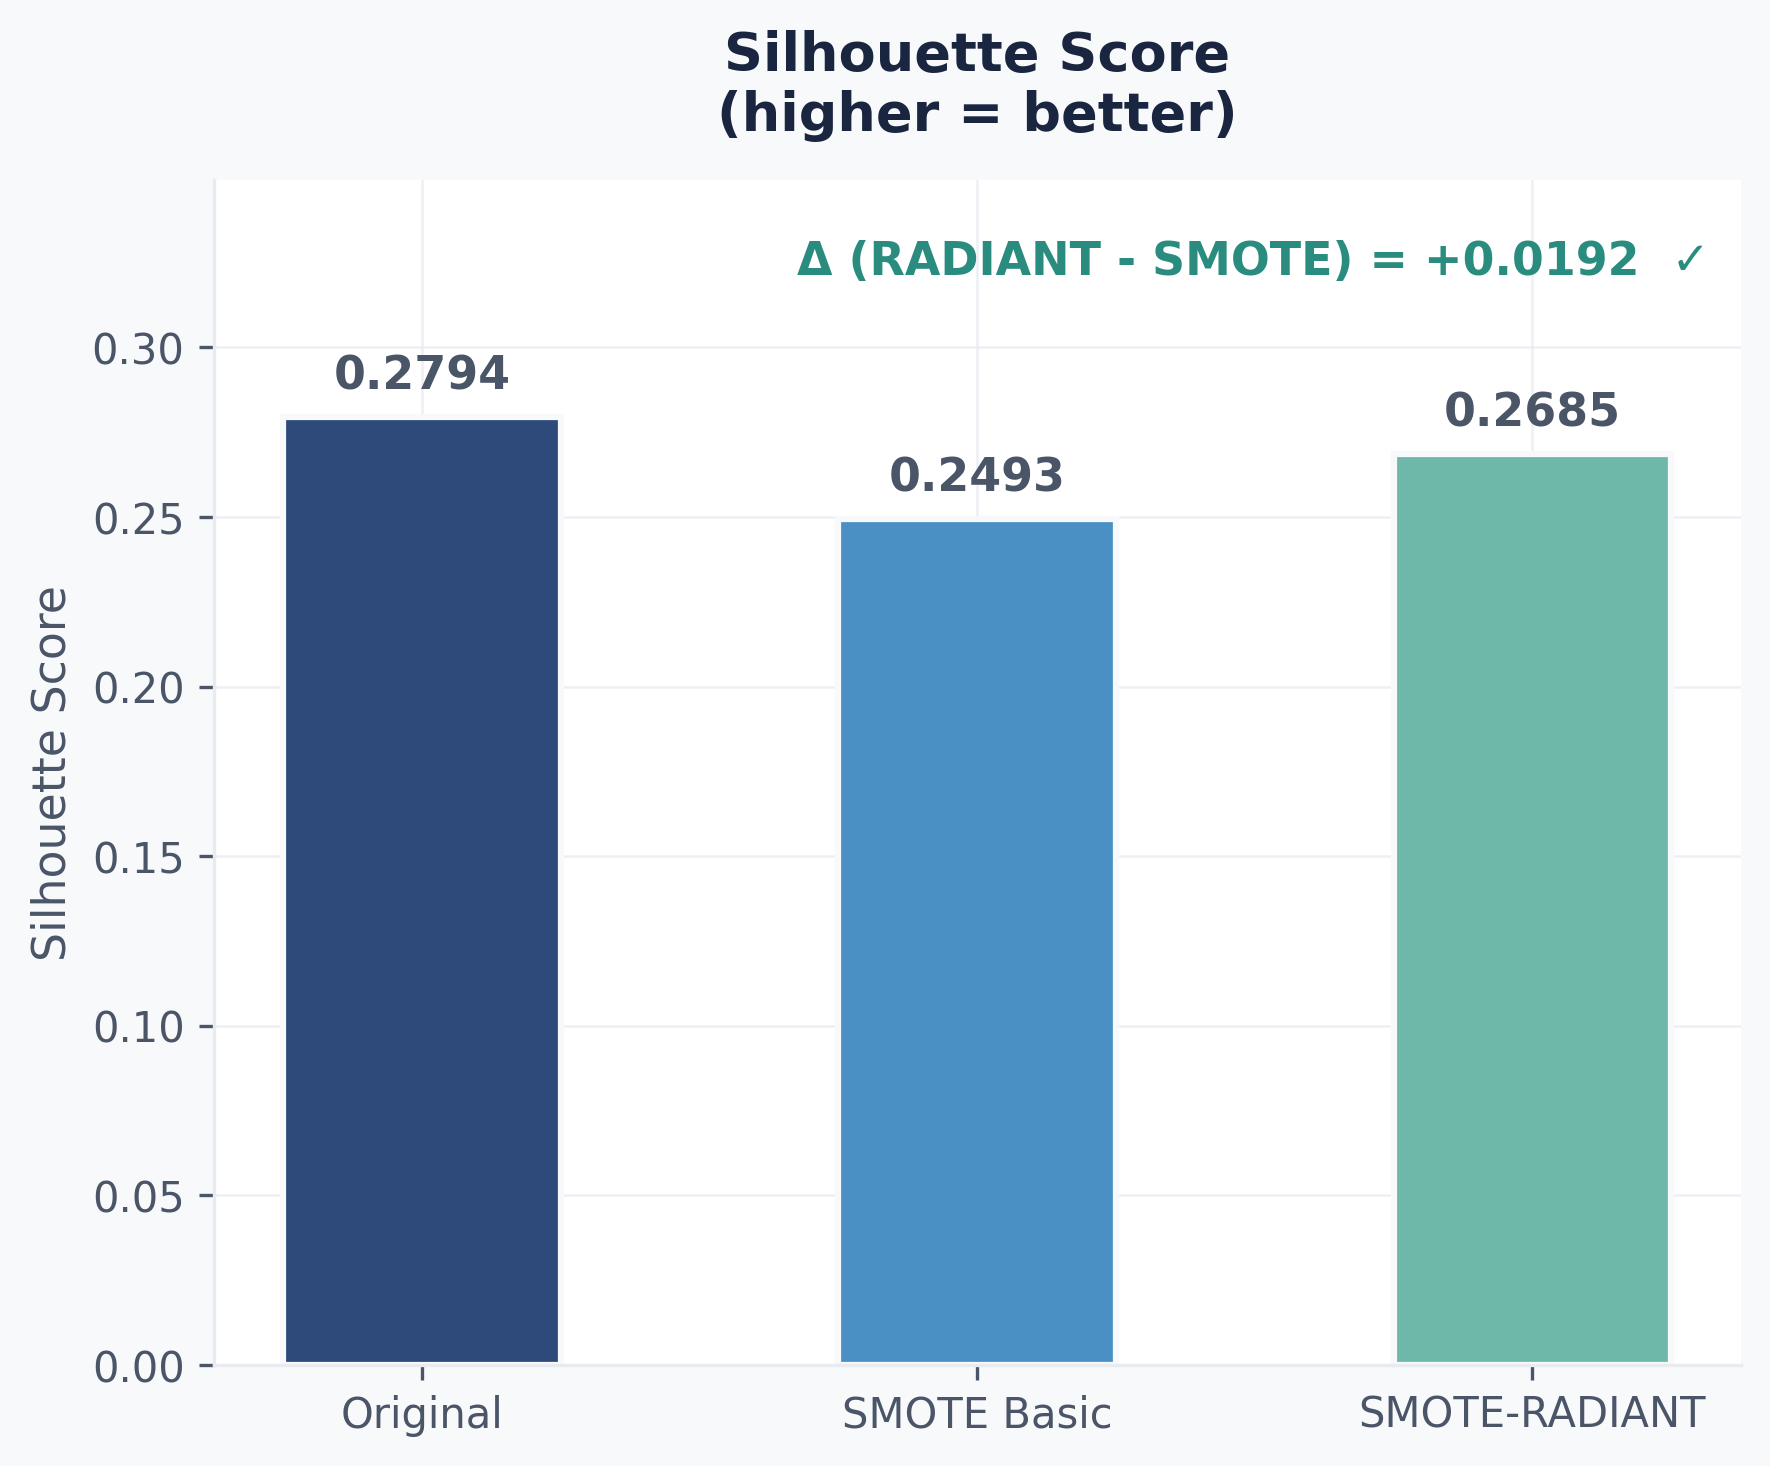 Silhouette Score
(higher = better)
Δ (RADIANT - SMOTE) = +0.0192 ✓
0.30
0.2794
0.2685
0.2493
0.25
0.20
0.15
0.10
0.05
0.00
Silhouette Score
Original
SMOTE Basic
SMOTE-RADIANT